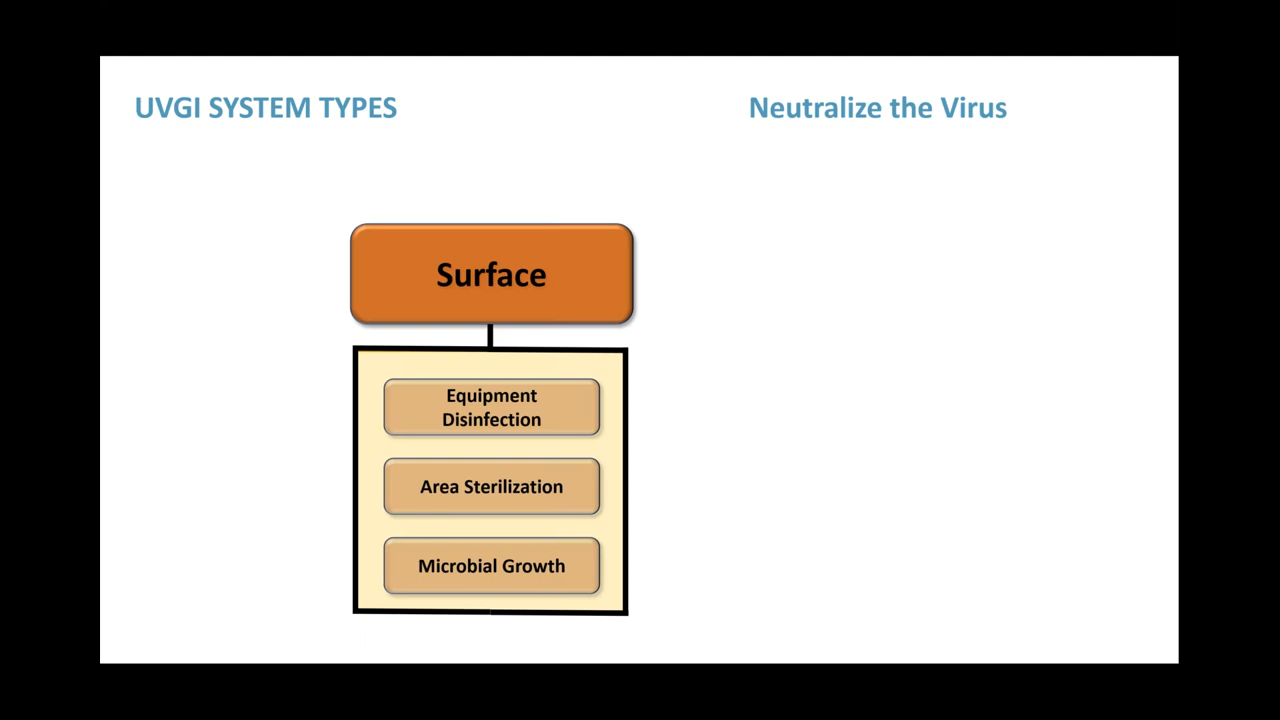 UVGI SYSTEM TYPES
Neutralize the Virus
Surface
Equipment
Disinfection
Area Sterilization
Microbial Growth